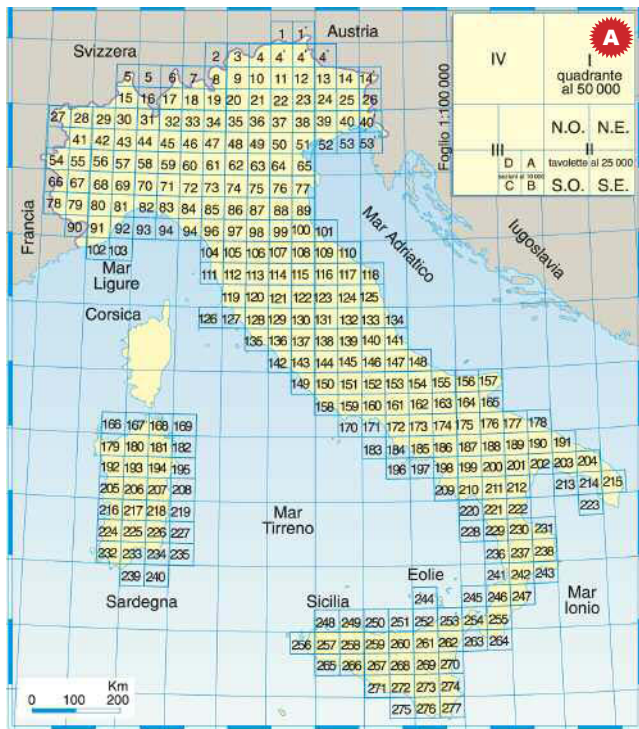 1 1*
Austria
A
Svizzera
2 3 4 4* 4* 4*
IV
I
quadrante
al 50 000
Foglio 1:100 000
5 5 6 7 8 9 10 11 12 13 14 14*
15 16 17 18 19 20 21 22 23 24 25 26
27 28 29 30 31 32 33 34 35 36 37 38 39 40 40*
N.O. N.E.
41 42 43 44 45 46 47 48 49 50 51 52 53 53*
III II
54 55 56 57 58 59 60 61 62 63 64 65
D A tavolette al 25 000
sezioni al 10 000
C B S.O. S.E.
66 67 68 69 70 71 72 73 74 75 76 77
78 79 80 81 82 83 84 85 86 87 88 89
Francia
90 91 92 93 94 94 96 97 98 99 100 101
Mar Adriatico
Iugoslavia
102 103
104 105 106 107 108 109 110
Mar
Ligure
111 112 113 114 115 116 117 118
Corsica
119 120 121 122 123 124 125
126 127 128 129 130 131 132 133 134
135 136 137 138 139 140 141
142 143 144 145 146 147 148
149 150 151 152 153 154 155 156 157
158 159 160 161 162 163 164 165
166 167 168 169
170 171 172 173 174 175 176 177 178
179 180 181 182
183 184 185 186 187 188 189 190 191
192 193 194 195
196 197 198 199 200 201 202 203 204
205 206 207 208
209 210 211 212 213 214 215
216 217 218 219
220 221 222 223
224 225 226 227
Mar
Tirreno
228 229 230 231
232 233 234 235
236 237 238
239 240
241 242 243
Sardegna
Eolie
Mar
Ionio
244 245 246 247
Sicilia
248 249 250 251 252 253 254 255
256 257 258 259 260 261 262 263 264
265 266 267 268 269 270
271 272 273 274
275 276 277
Km
0 100 200